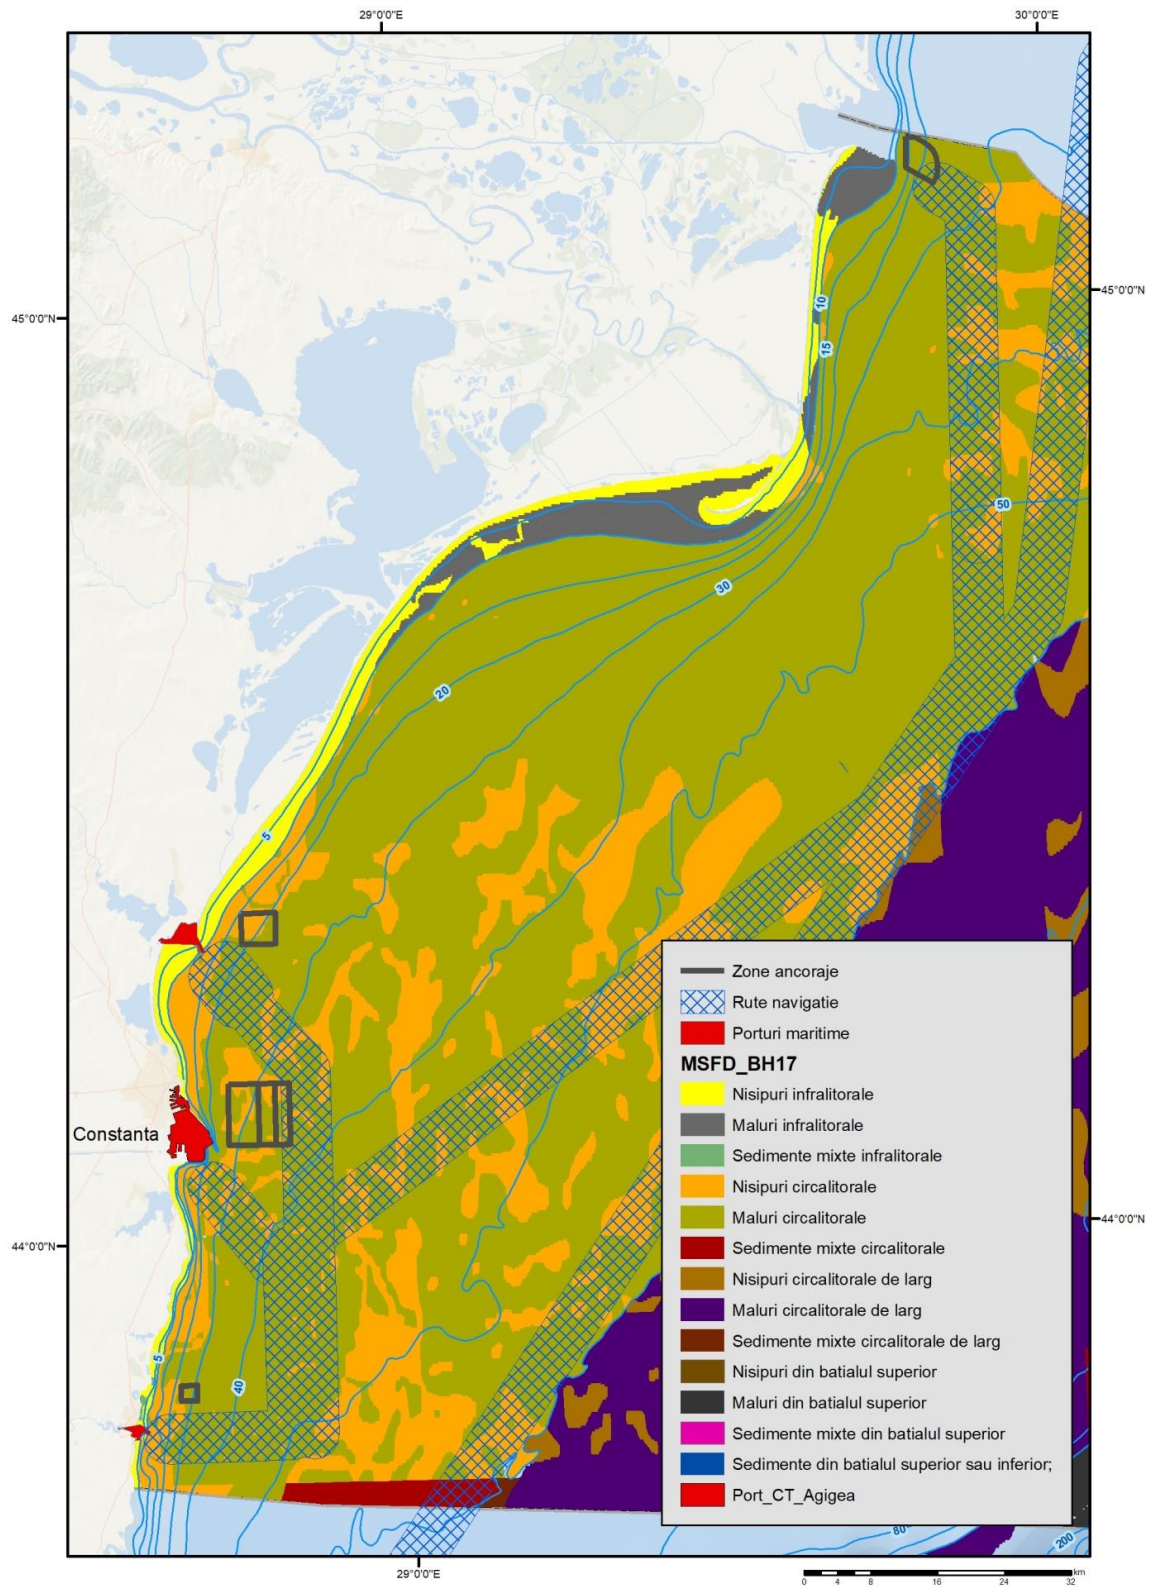 29°0'0"E
30°0'0"E
45°0'0"N
45°0'0"N
10
15
50
30
20
5
Constanta
44°0'0"N
44°0'0"N
5
40
80
200
Zone ancoraje
Rute navigatie
Porturi maritime
MSFD_BH17
Nisipuri infralitorale
Maluri infralitorale
Sedimente mixte infralitorale
Nisipuri circalitorale
Maluri circalitorale
Sedimente mixte circalitorale
Nisipuri circalitorale de larg
Maluri circalitorale de larg
Sedimente mixte circalitorale de larg
Nisipuri din batialul superior
Maluri din batialul superior
Sedimente mixte din batialul superior
Sedimente din batialul superior sau inferior;
Port_CT_Agigea
29°0'0"E
km
0 4 8 16 24 32